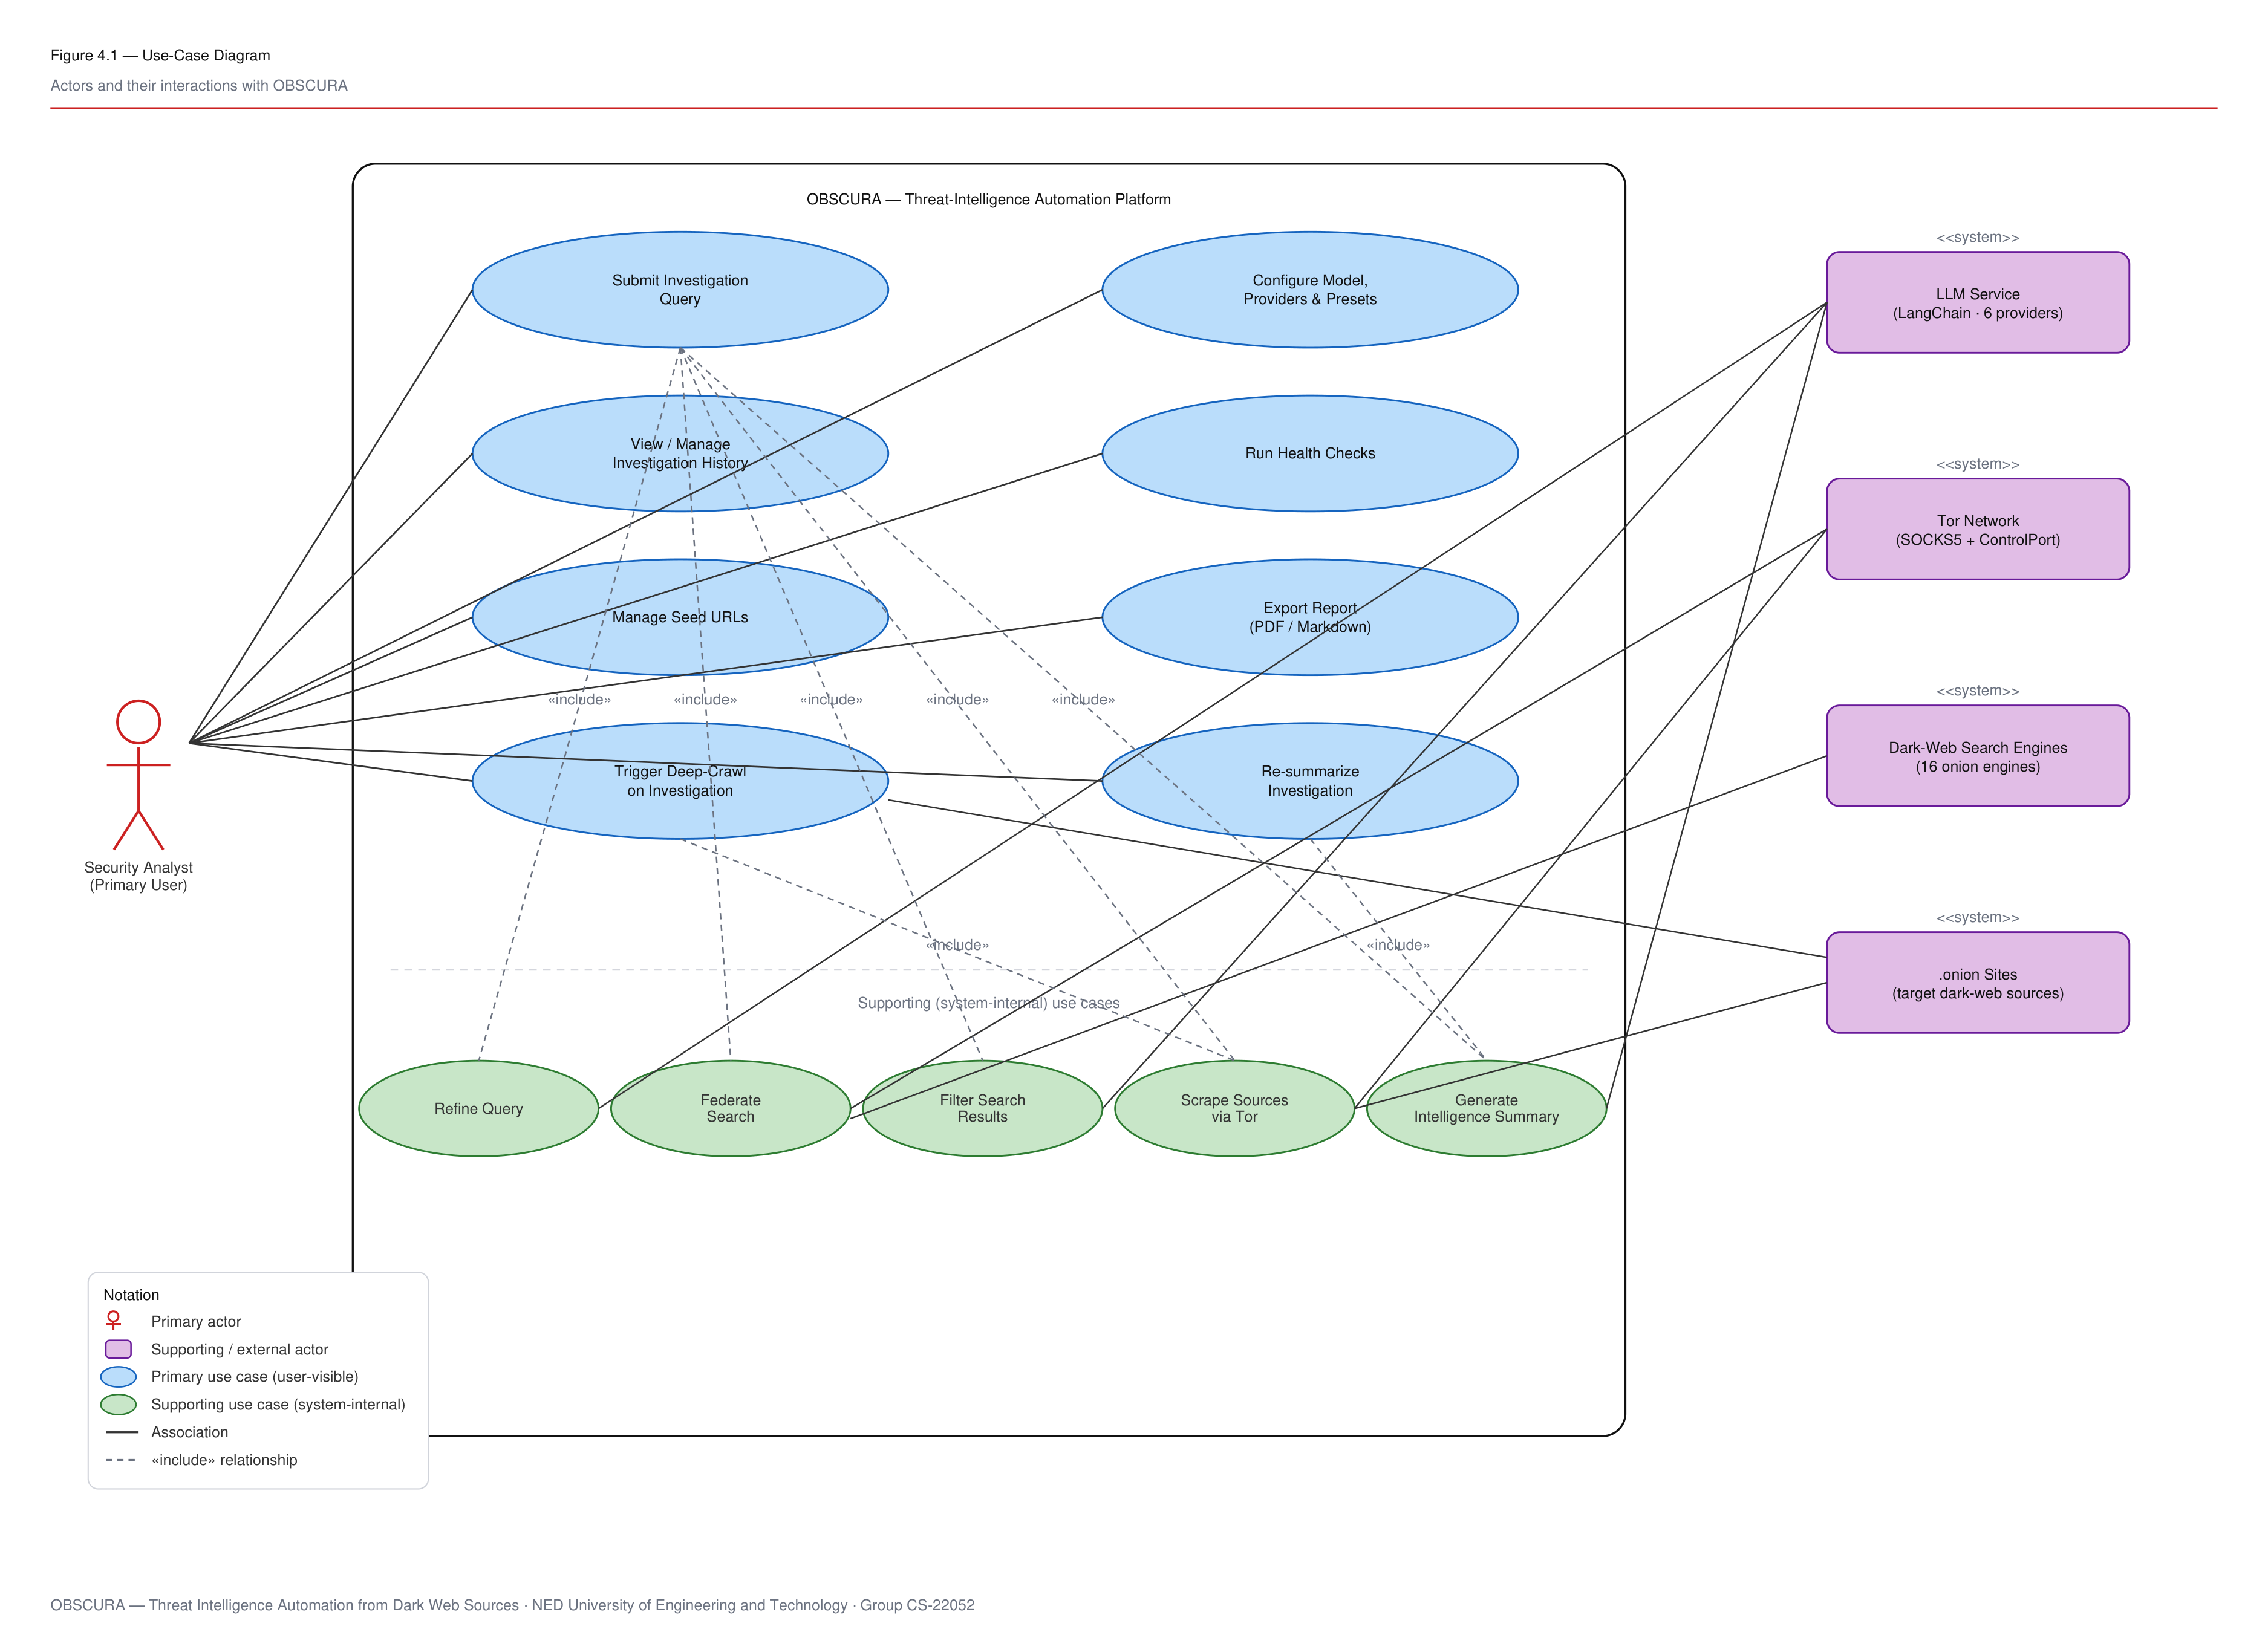 Figure 4.1 — Use-Case Diagram
Actors and their interactions with OBSCURA
OBSCURA — Threat-Intelligence Automation Platform
Submit Investigation
Query
Configure Model,
Providers & Presets
View / Manage
Investigation History
Run Health Checks
Manage Seed URLs
Export Report
(PDF / Markdown)
«include»
«include»
«include»
«include»
«include»
Trigger Deep-Crawl
on Investigation
Re-summarize
Investigation
Security Analyst
(Primary User)
«include»
«include»
Supporting (system-internal) use cases
Refine Query
Federate
Search
Filter Search
Results
Scrape Sources
via Tor
Generate
Intelligence Summary
<<system>>
LLM Service
(LangChain · 6 providers)
<<system>>
Tor Network
(SOCKS5 + ControlPort)
<<system>>
Dark-Web Search Engines
(16 onion engines)
<<system>>
.onion Sites
(target dark-web sources)
Notation
Primary actor
Supporting / external actor
Primary use case (user-visible)
Supporting use case (system-internal)
Association
«include» relationship
OBSCURA — Threat Intelligence Automation from Dark Web Sources · NED University of Engineering and Technology · Group CS-22052